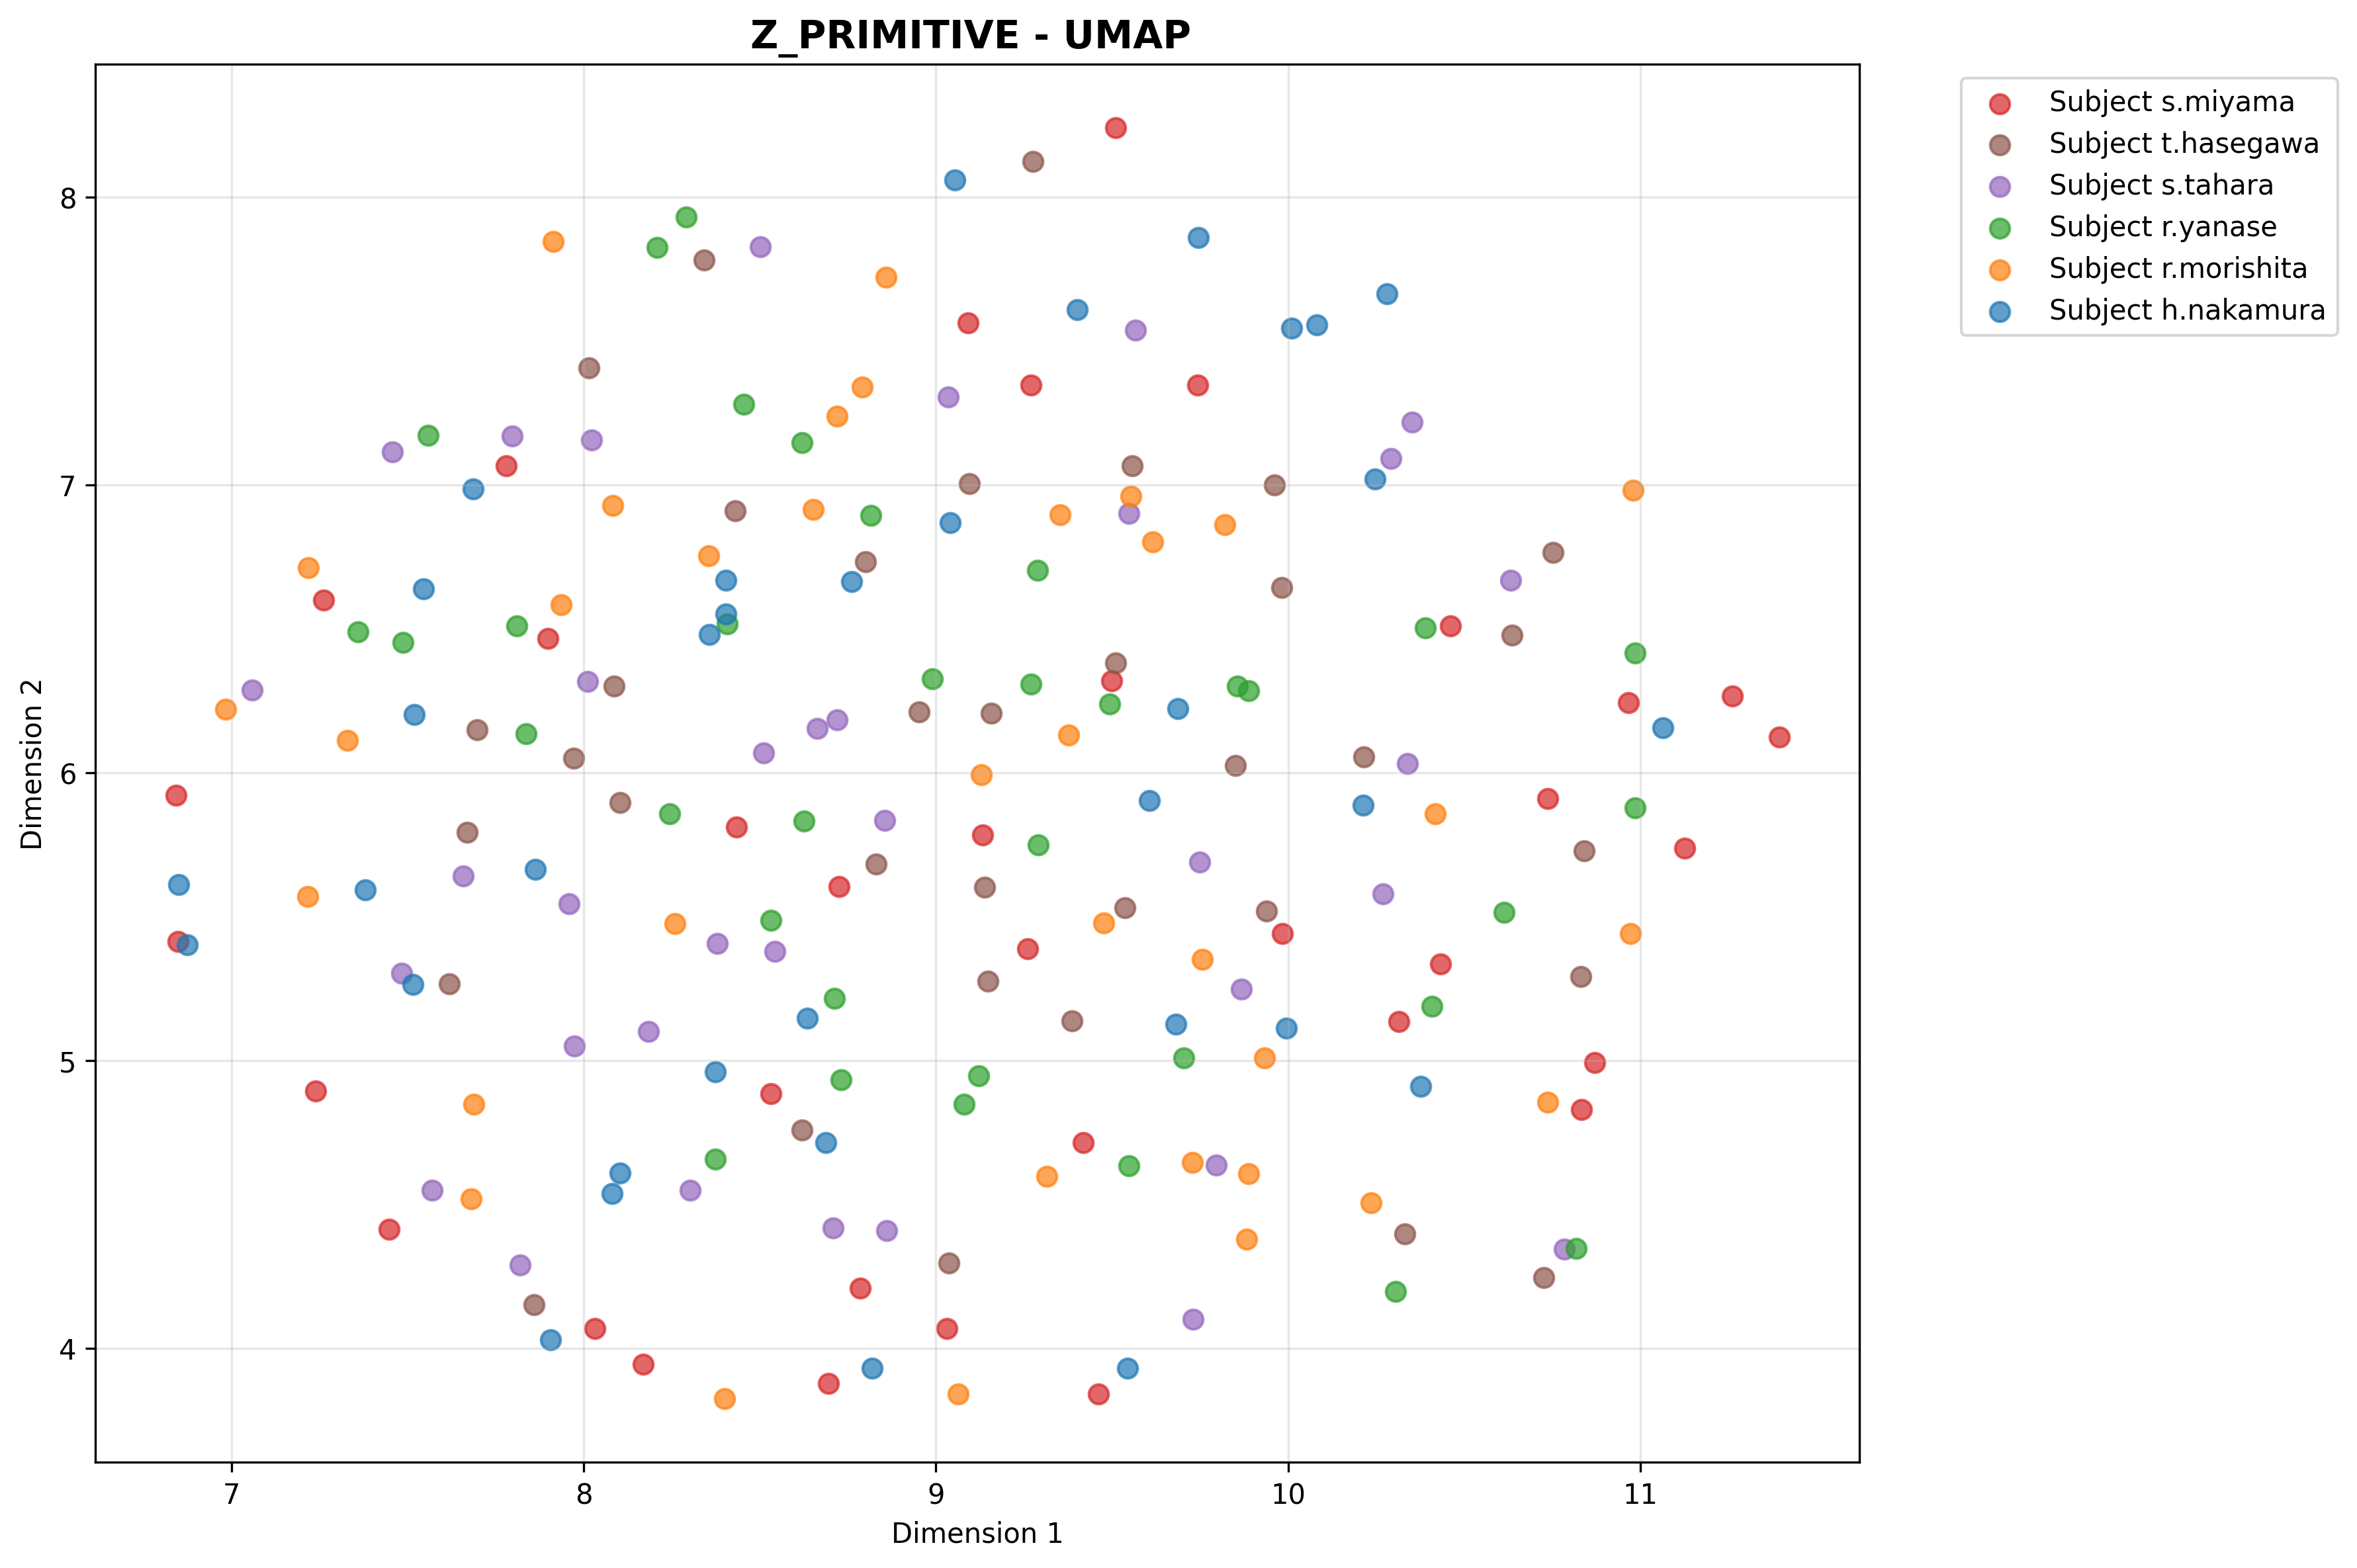 Z_PRIMITIVE - UMAP
Subject s.miyama
Subject t.hasegawa
Subject s.tahara
Subject r.yanase
Subject r.morishita
Subject h.nakamura
Dimension 2
8
7
6
5
4
7 8 9 10 11
Dimension 1